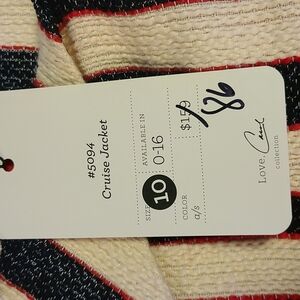 #5094
Cruise Jacket
SIZE 10
AVAILABLE IN
0-16
COLOR
a/s
$159
86
Love, Carol
collection